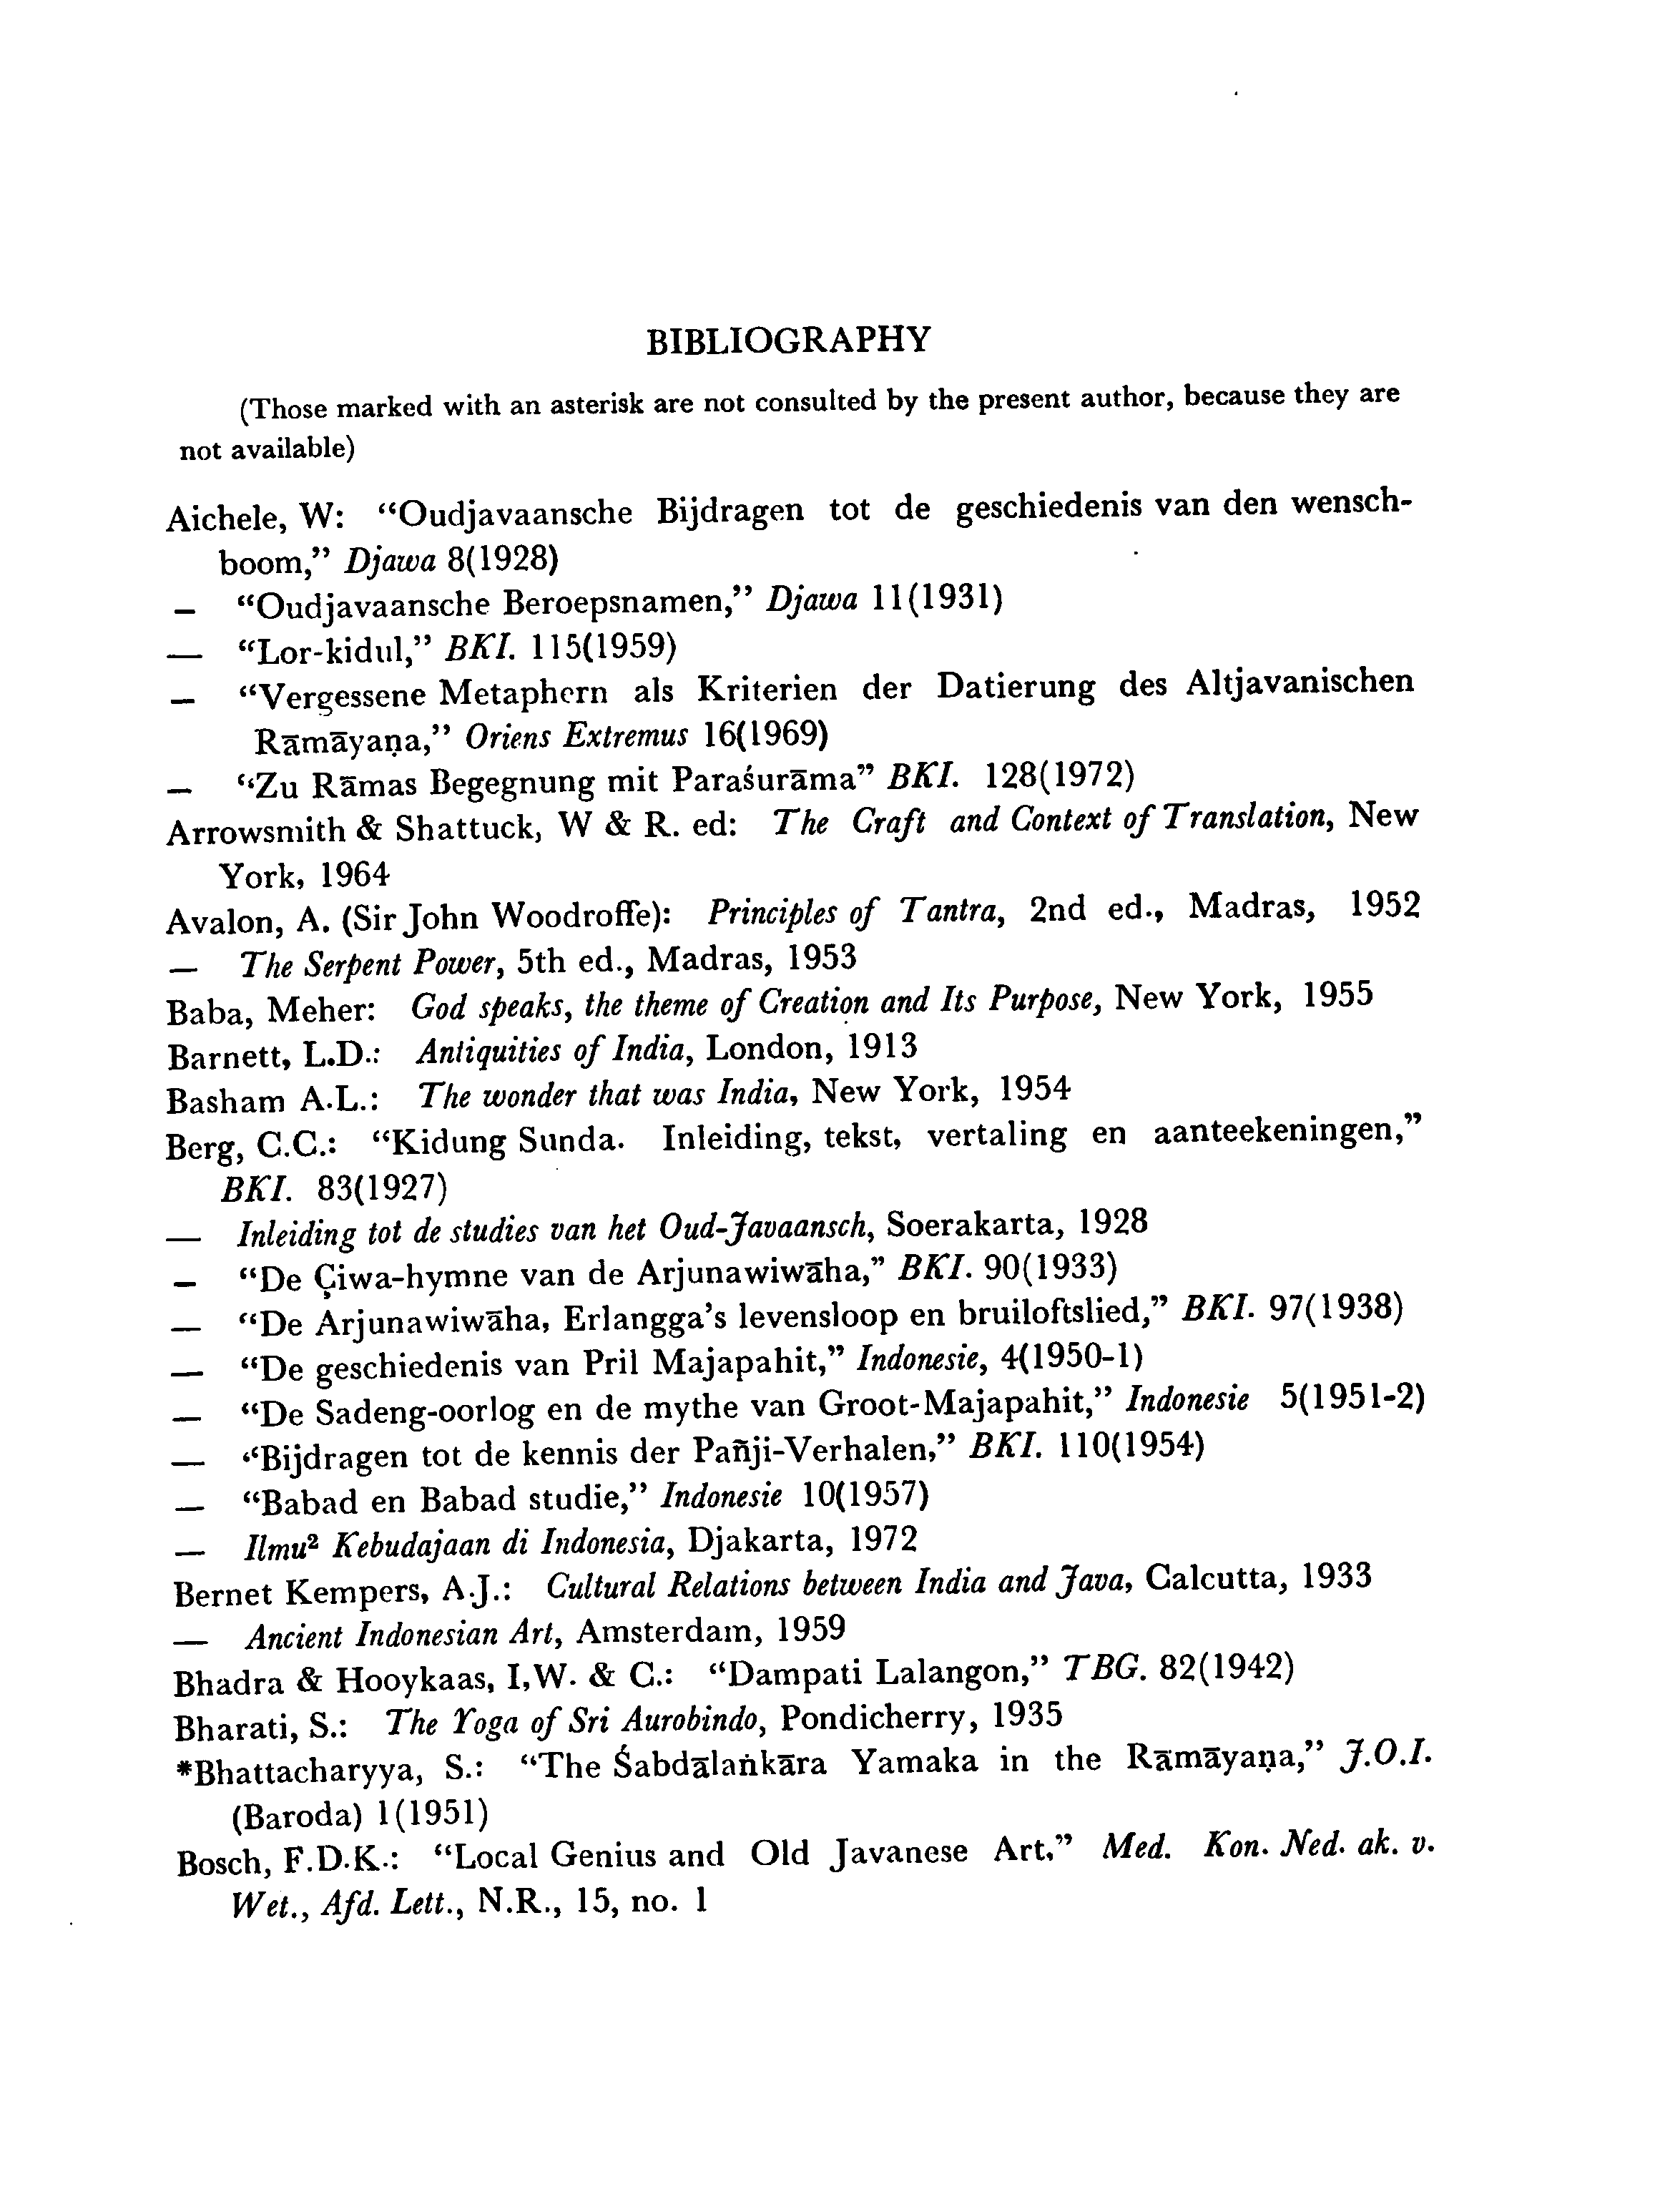 BIBLIOGRAPHY
(Those marked with an asterisk are not consulted by the present author, because they are
not available)
Aichele, W: “Oudjavaansche Bijdragen tot de geschiedenis van den wensch-
boom,” Djawa 8(1928)
— “Oudjavaansche Beroepsnamen,” Djawa 11(1931)
— “Lor-kidul,” BKI. 115(1959)
— “Vergessene Metaphern als Kriterien der Datierung des Altjavanischen
Rāmāyaṇa,” Oriens Extremus 16(1969)
— “Zu Rāmas Begegnung mit Paraśurāma” BKI. 128(1972)
Arrowsmith & Shattuck, W & R. ed: The Craft and Context of Translation, New
York, 1964
Avalon, A. (Sir John Woodroffe): Principles of Tantra, 2nd ed., Madras, 1952
— The Serpent Power, 5th ed., Madras, 1953
Baba, Meher: God speaks, the theme of Creation and Its Purpose, New York, 1955
Barnett, L.D.: Antiquities of India, London, 1913
Basham A.L.: The wonder that was India, New York, 1954
Berg, C.C.: “Kidung Sunda. Inleiding, tekst, vertaling en aanteekeningen,”
BKI. 83(1927)
— Inleiding tot de studies van het Oud-Javaansch, Soerakarta, 1928
— “De Çiwa-hymne van de Arjunawiwāha,” BKI. 90(1933)
— “De Arjunawiwāha, Erlangga’s levensloop en bruiloftslied,” BKI. 97(1938)
— “De geschiedenis van Pril Majapahit,” Indonesie, 4(1950-1)
— “De Sadeng-oorlog en de mythe van Groot-Majapahit,” Indonesie 5(1951-2)
— “Bijdragen tot de kennis der Pañji-Verhalen,” BKI. 110(1954)
— “Babad en Babad studie,” Indonesie 10(1957)
— Ilmu² Kebudajaan di Indonesia, Djakarta, 1972
Bernet Kempers, A.J.: Cultural Relations between India and Java, Calcutta, 1933
— Ancient Indonesian Art, Amsterdam, 1959
Bhadra & Hooykaas, I,W. & C.: “Dampati Lalangon,” TBG. 82(1942)
Bharati, S.: The Yoga of Sri Aurobindo, Pondicherry, 1935
*Bhattacharyya, S.: “The Śabdālaṅkāra Yamaka in the Rāmāyaṇa,” J.O.I.
(Baroda) 1(1951)
Bosch, F.D.K.: “Local Genius and Old Javanese Art,” Med. Kon. Ned. ak. v.
Wet., Afd. Lett., N.R., 15, no. 1